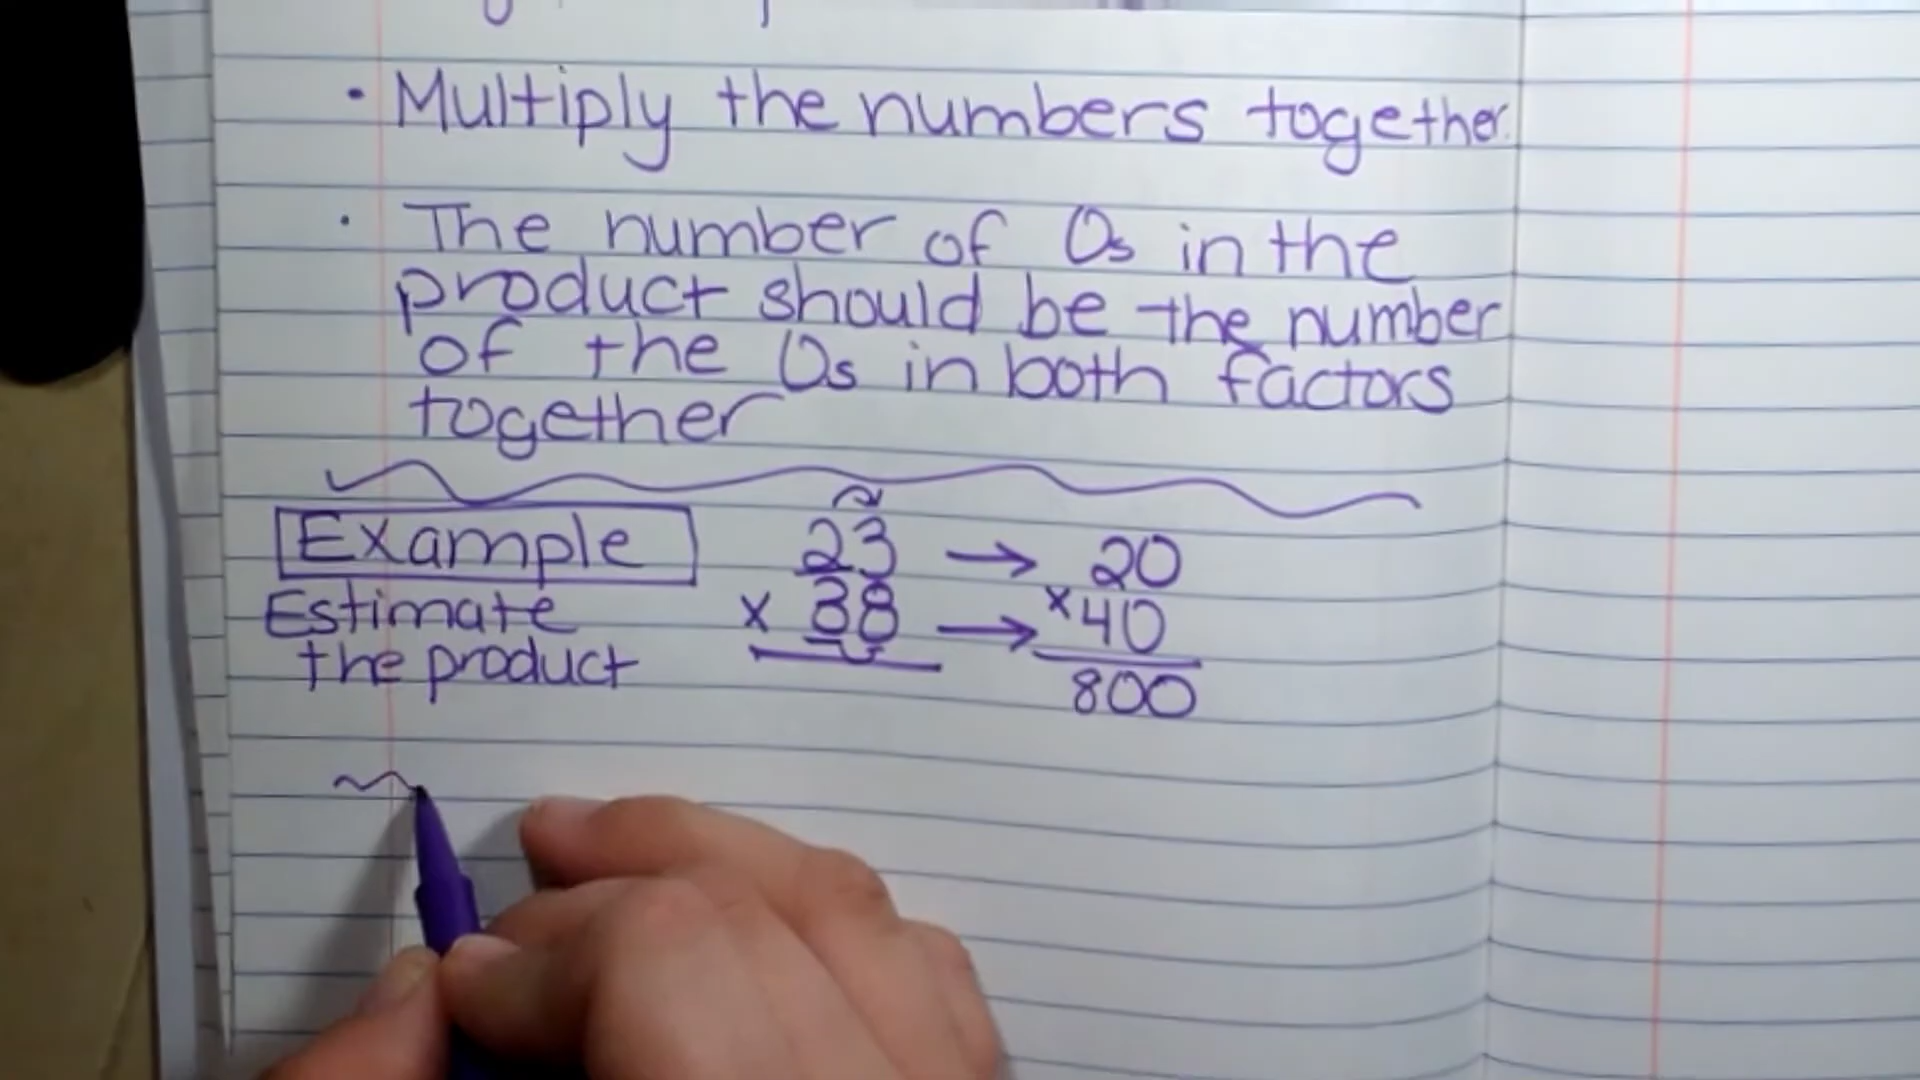 • Multiply the numbers together.
• The number of 0s in the
product should be the number
of the 0s in both factors
together
Example
Estimate
the product
23 → 20
x 38 → x 40
800